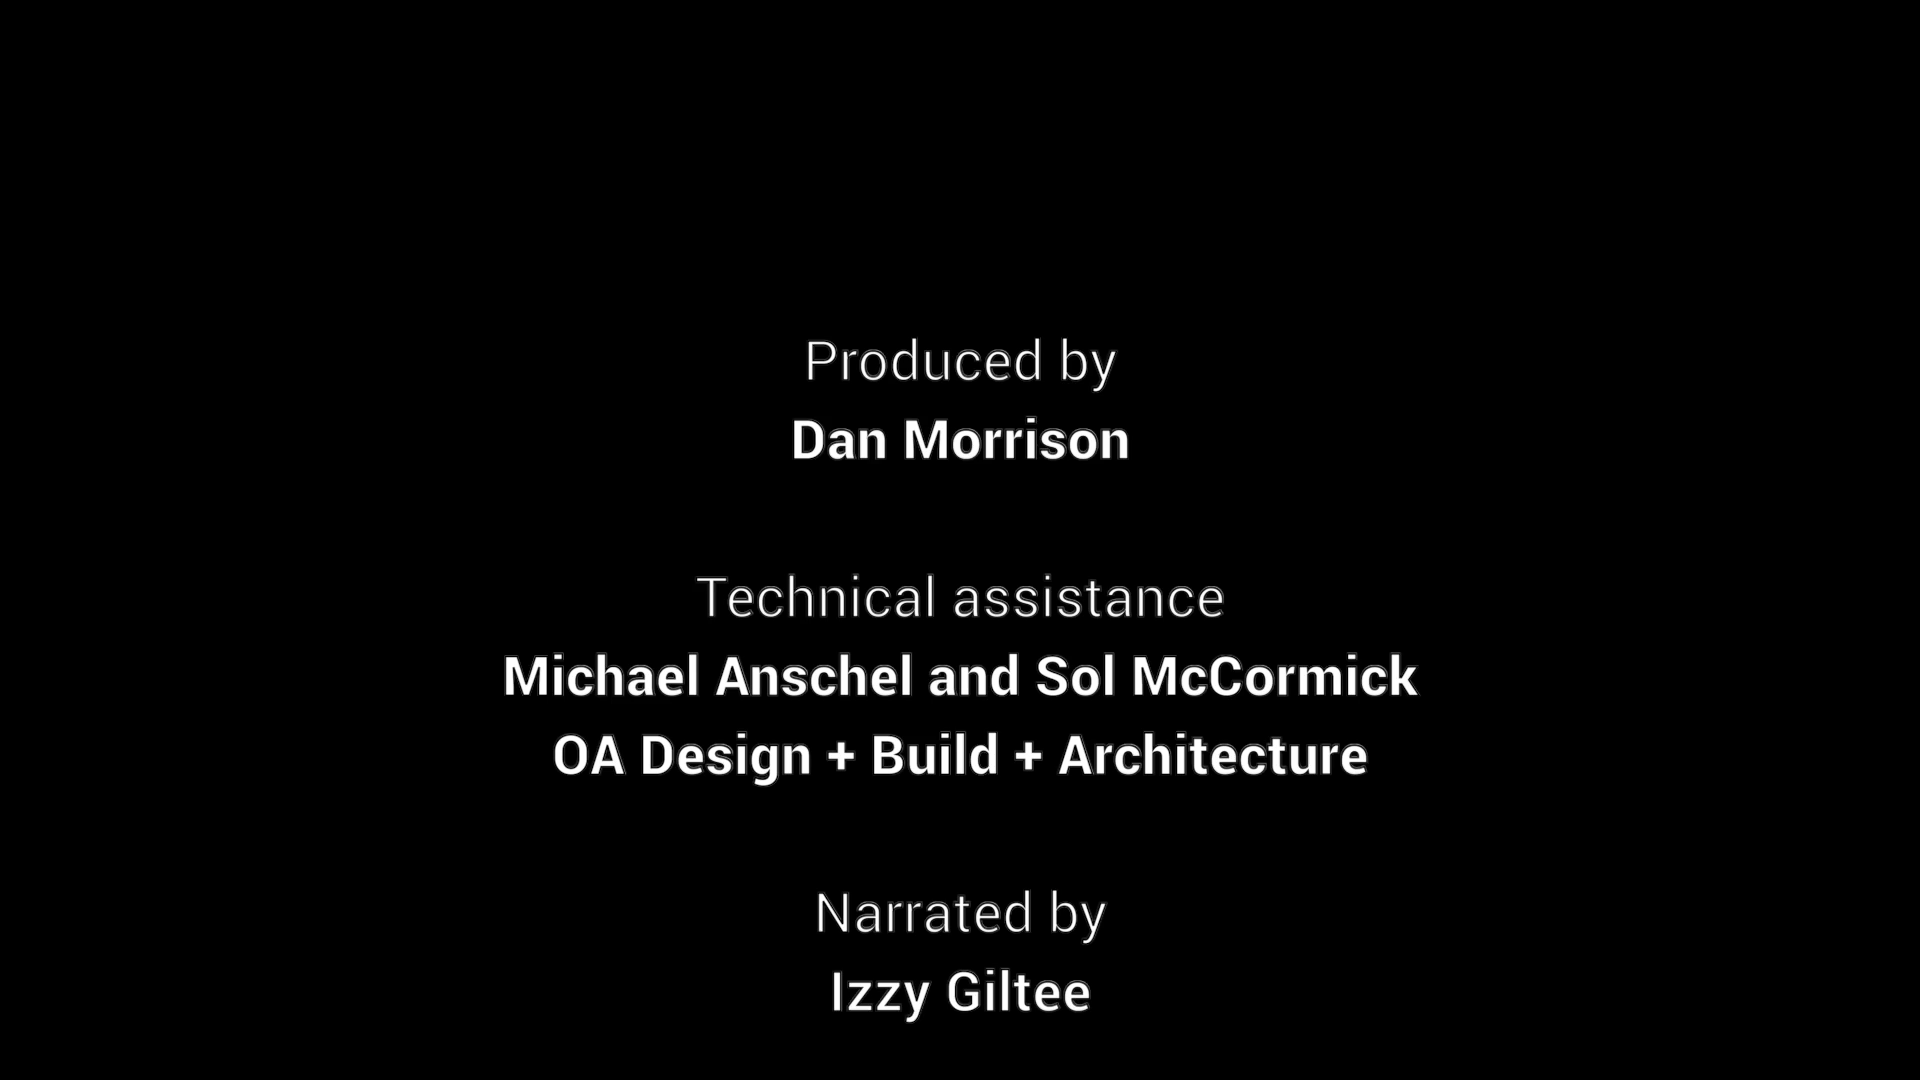 Produced by
Dan Morrison
Technical assistance
Michael Anschel and Sol McCormick
OA Design + Build + Architecture
Narrated by
Izzy Giltee